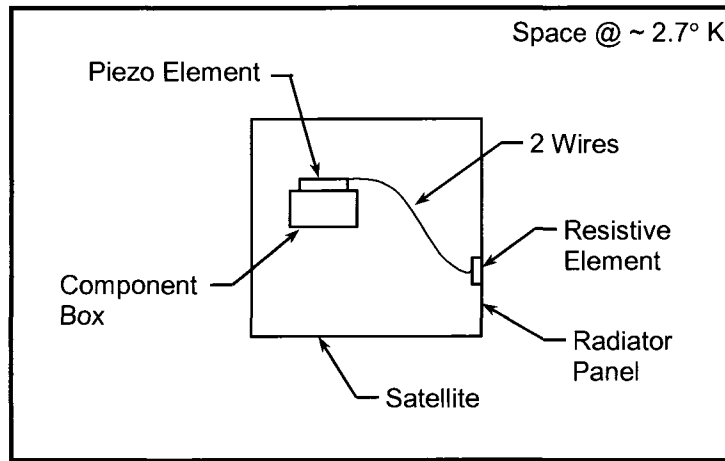 Space @ ~ 2.7° K
Piezo Element
2 Wires
Resistive
Element
Component
Box
Radiator
Panel
Satellite